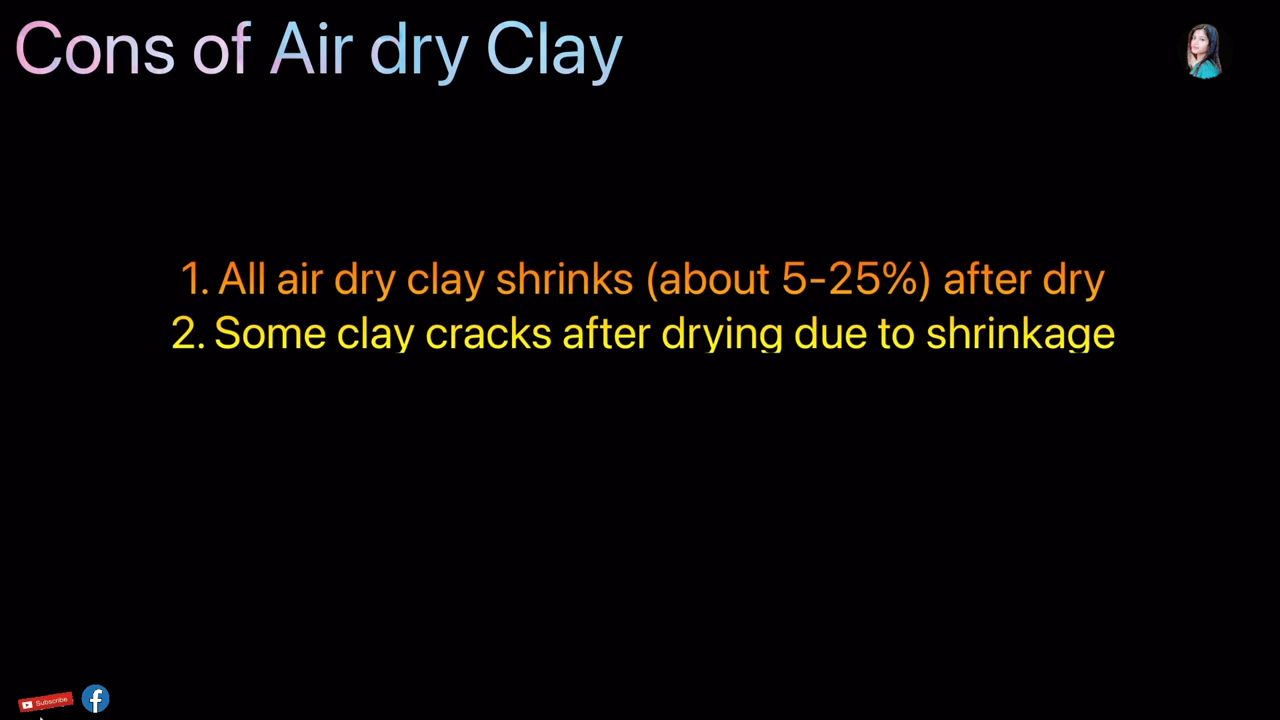 Cons of Air dry Clay
1. All air dry clay shrinks (about 5-25%) after dry
2. Some clay cracks after drying due to shrinkage
Subscribe